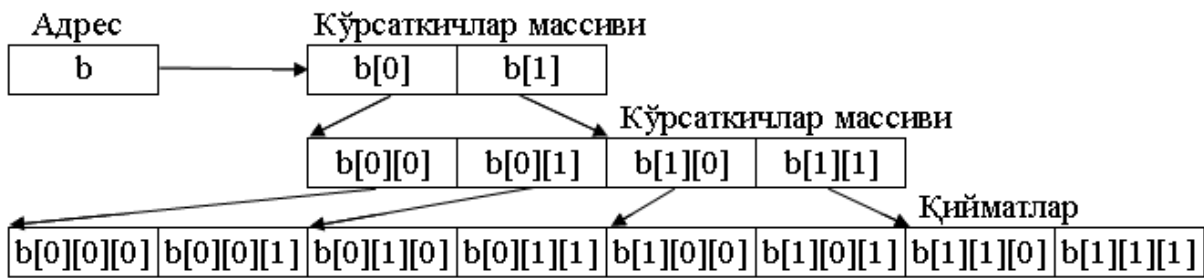 Адрес Кўрсаткичлар массиви
b b[0] b[1]
Кўрсаткичлар массиви
b[0][0] b[0][1] b[1][0] b[1][1]
Қийматлар
b[0][0][0] b[0][0][1] b[0][1][0] b[0][1][1] b[1][0][0] b[1][0][1] b[1][1][0] b[1][1][1]